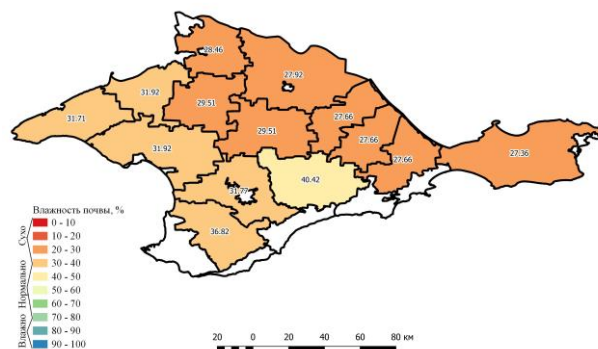 28.46
27.92
31.92
31.71
29.51
29.51
27.66
27.66
27.66
27.36
31.92
31.77
40.42
36.82
Влажность почвы, %
Сухо
Нормально
Влажно
0 - 10
10 - 20
20 - 30
30 - 40
40 - 50
50 - 60
60 - 70
70 - 80
80 - 90
90 - 100
20 0 20 40 60 80 км